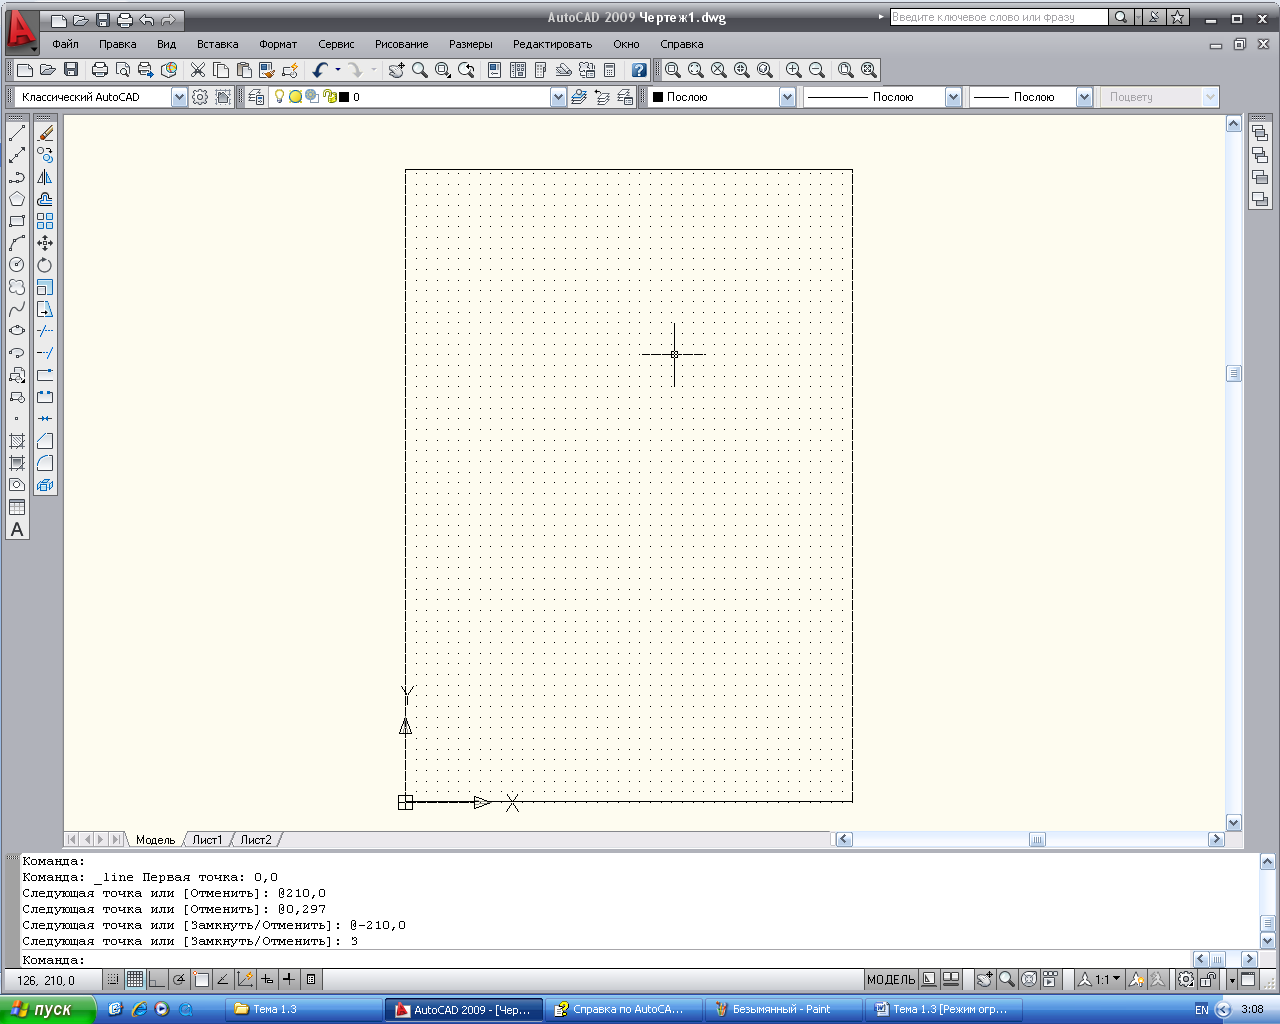 AutoCAD 2009 Чертеж1.dwg
Введите ключевое слово или фразу
Файл Правка Вид Вставка Формат Сервис Рисование Размеры Редактировать Окно Справка
Классический AutoCAD
0
Послою
Послою
Послою
Поцвету
A
Y
X
Модель Лист1 Лист2
Команда:
Команда: _line Первая точка: 0,0
Следующая точка или [Отменить]: @210,0
Следующая точка или [Отменить]: @0,297
Следующая точка или [Замкнуть/Отменить]: @-210,0
Следующая точка или [Замкнуть/Отменить]: З
Команда:
126, 210,0
МОДЕЛЬ
1:1
пуск
Тема 1.3
AutoCAD 2009 - [Чер...
Справка по AutoCA...
Безымянный - Paint
Тема 1.3 [Режим огр...
EN
3:08